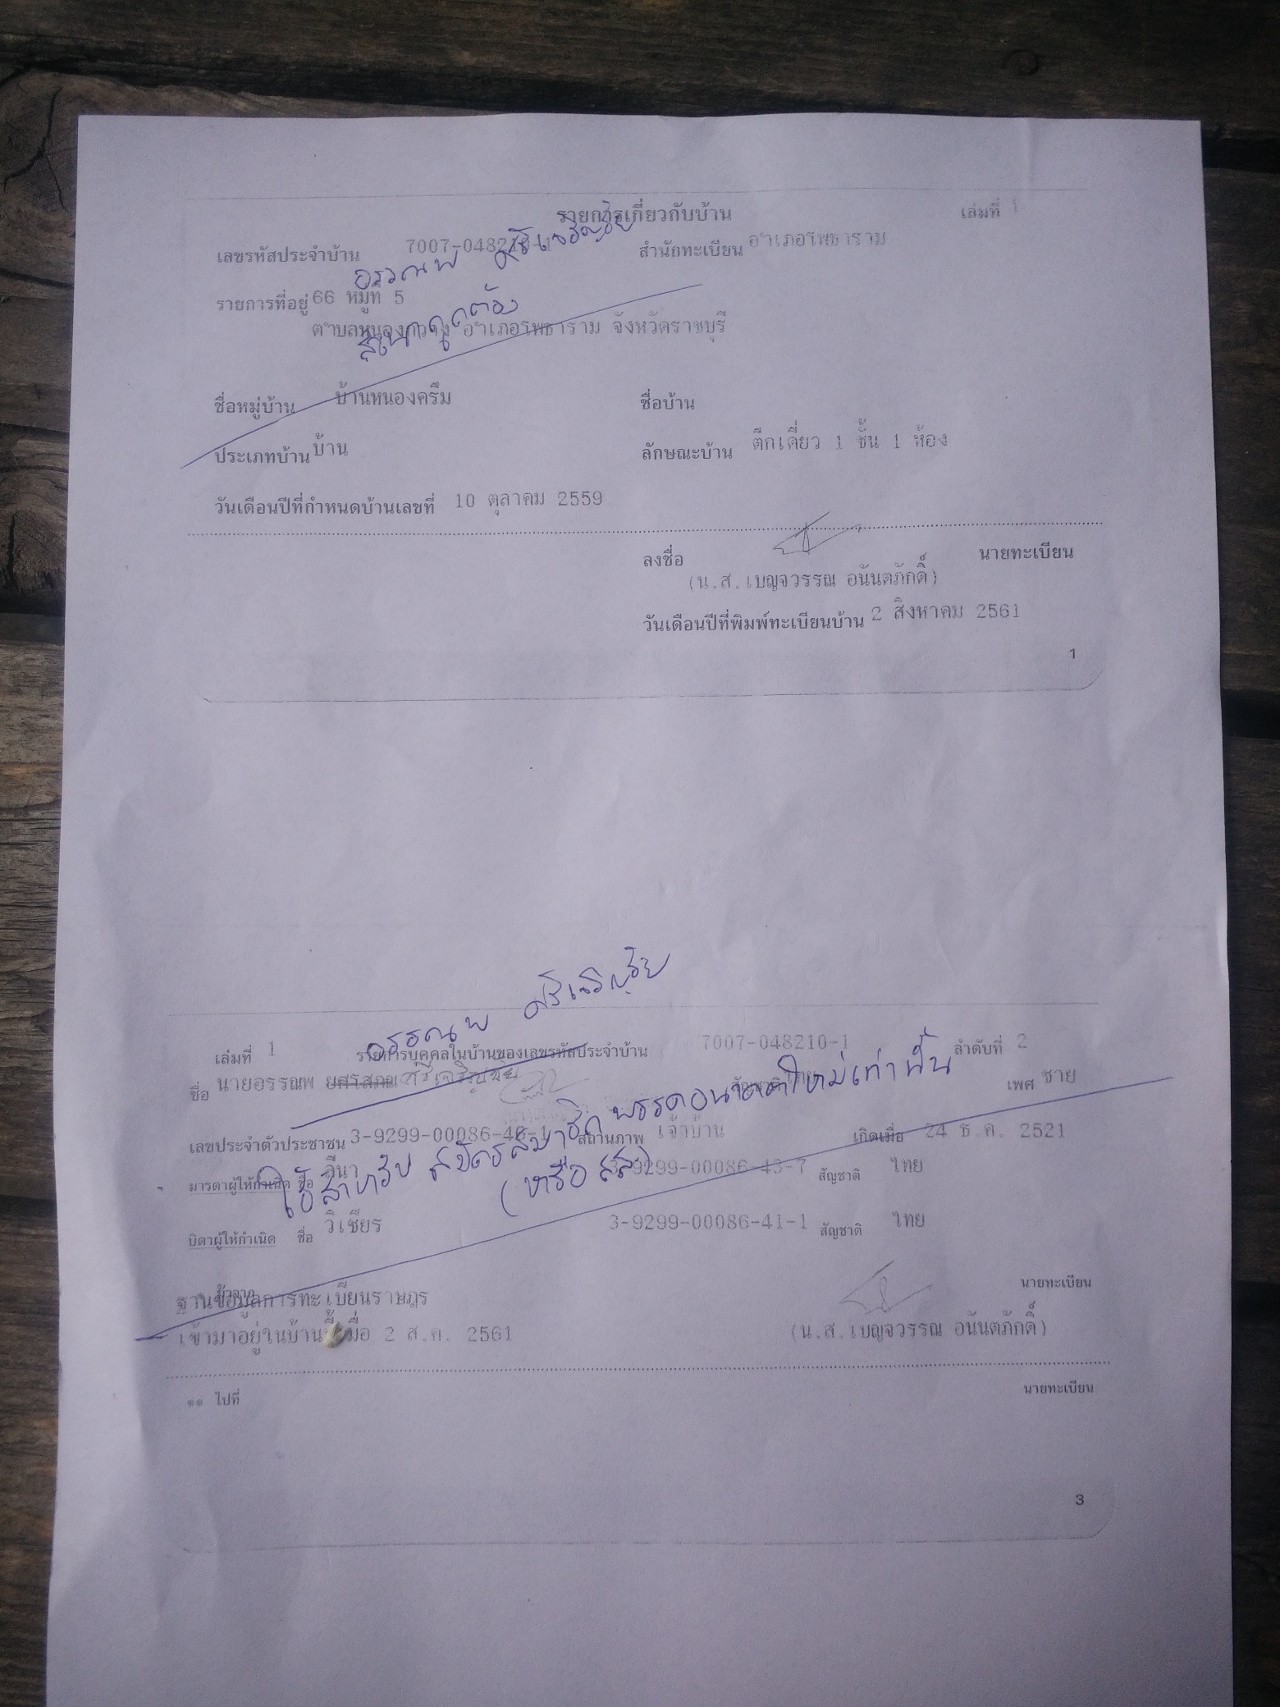 รายการเกี่ยวกับบ้าน เล่มที่ 1
เลขรหัสประจำบ้าน 7007-048210-1 สำนักทะเบียน อำเภอโพธาราม
อรรณพ ศรีเจริญชัย
รายการที่อยู่ 66 หมู่ที่ 5
สำเนาถูกต้อง
ตำบลหนองกวาง อำเภอโพธาราม จังหวัดราชบุรี
ชื่อหมู่บ้าน บ้านหนองครึม ชื่อบ้าน
ประเภทบ้าน บ้าน ลักษณะบ้าน ตึกเดี่ยว 1 ชั้น 1 ห้อง
วันเดือนปีที่กำหนดบ้านเลขที่ 10 ตุลาคม 2559
ลงชื่อ นายทะเบียน
(น.ส.เบญจวรรณ อนันตภักดิ์)
วันเดือนปีที่พิมพ์ทะเบียนบ้าน 2 สิงหาคม 2561
1
อรรณพ ศรีเจริญชัย
เล่มที่ 1 รายการบุคคลในบ้านของเลขรหัสประจำบ้าน 7007-048210-1 ลำดับที่ 2
ชื่อ นายอรรณพ ศรีเจริญชัย สัญชาติ ไทย เพศ ชาย
ใช้สำหรับ สมัครสมาชิก พรรคอนาคตใหม่เท่านั้น
(หรือ สส)
เลขประจำตัวประชาชน 3-9299-00086-4 -1 สถานภาพ เจ้าบ้าน เกิดเมื่อ 24 ธ.ค. 2521
มารดาผู้ให้กำเนิด ชื่อ 3-9299-00086-43-7 สัญชาติ ไทย
บิดาผู้ให้กำเนิด ชื่อ วิเชียร 3-9299-00086-41-1 สัญชาติ ไทย
มาจาก นายทะเบียน
ฐานข้อมูลการทะเบียนราษฎร
เข้ามาอยู่ในบ้านนี้เมื่อ 2 ส.ค. 2561 (น.ส.เบญจวรรณ อนันตภักดิ์)
** ไปที่ นายทะเบียน
3